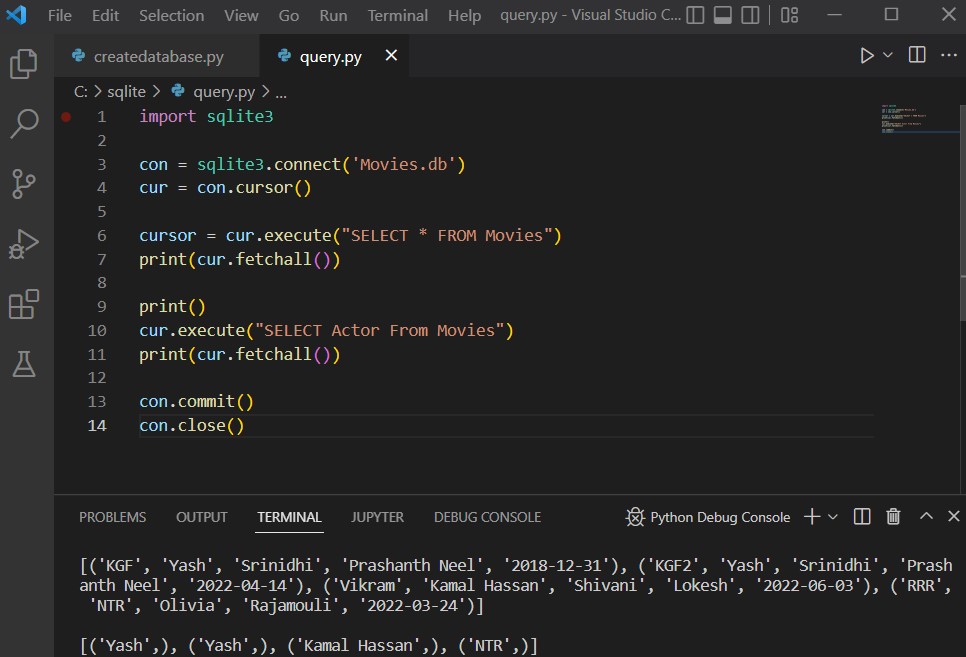 File Edit Selection View Go Run Terminal Help query.py - Visual Studio C...
createdatabase.py query.py
C: > sqlite > query.py > ...
1 import sqlite3
2
3 con = sqlite3.connect('Movies.db')
4 cur = con.cursor()
5
6 cursor = cur.execute("SELECT * FROM Movies")
7 print(cur.fetchall())
8
9 print()
10 cur.execute("SELECT Actor From Movies")
11 print(cur.fetchall())
12
13 con.commit()
14 con.close()
PROBLEMS OUTPUT TERMINAL JUPYTER DEBUG CONSOLE Python Debug Console
[('KGF', 'Yash', 'Srinidhi', 'Prashanth Neel', '2018-12-31'), ('KGF2', 'Yash', 'Srinidhi', 'Prash
anth Neel', '2022-04-14'), ('Vikram', 'Kamal Hassan', 'Shivani', 'Lokesh', '2022-06-03'), ('RRR',
'NTR', 'Olivia', 'Rajamouli', '2022-03-24')]
[('Yash',), ('Yash',), ('Kamal Hassan',), ('NTR',)]